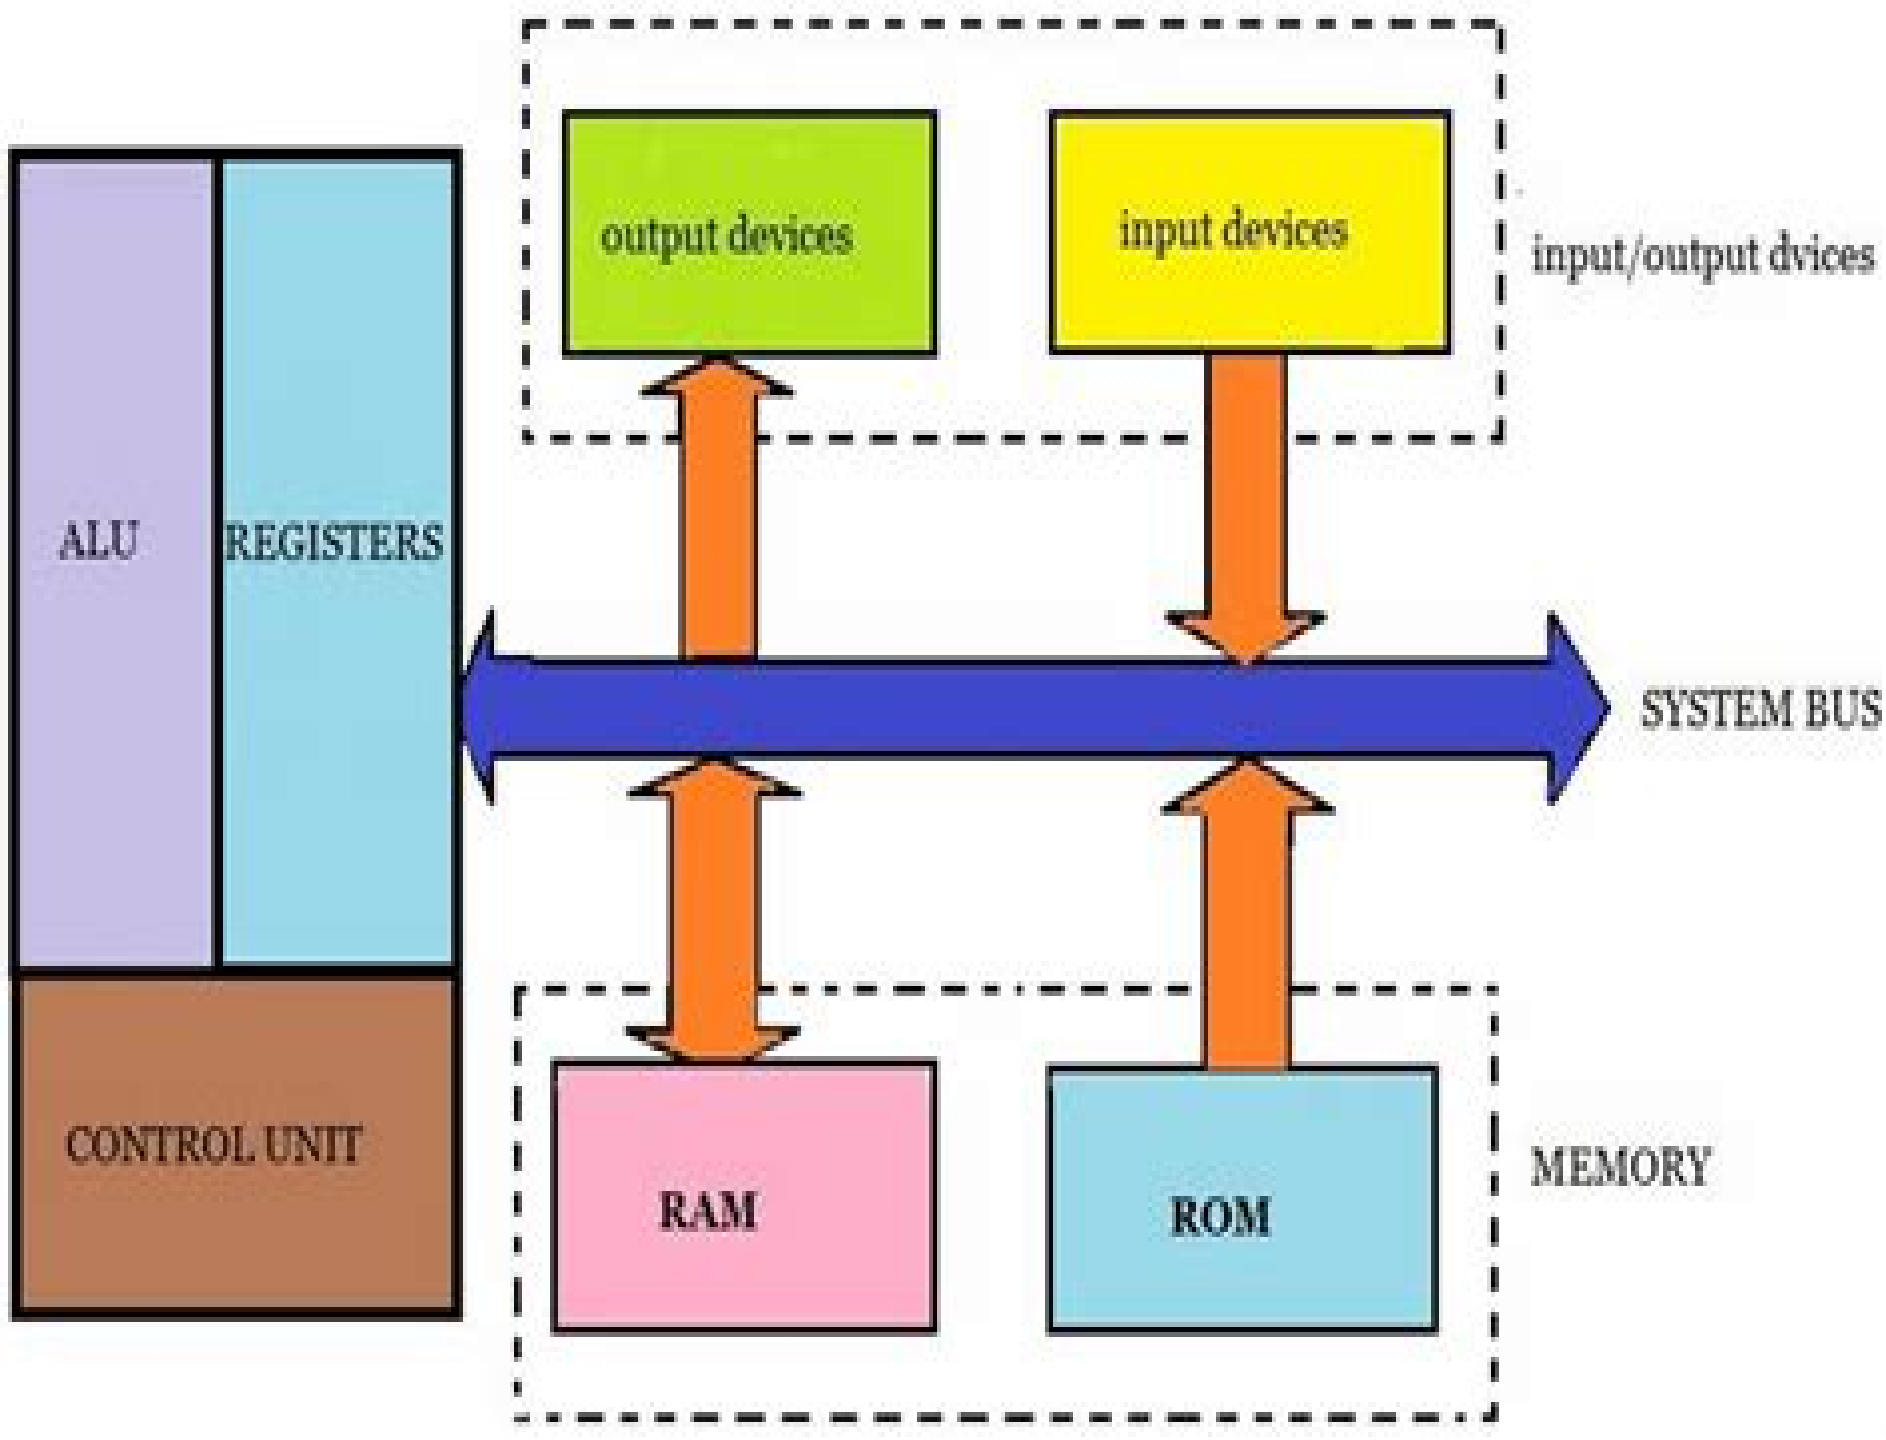 output devices
input devices
input/output dvices
ALU
REGISTERS
SYSTEM BUS
CONTROL UNIT
MEMORY
RAM
ROM